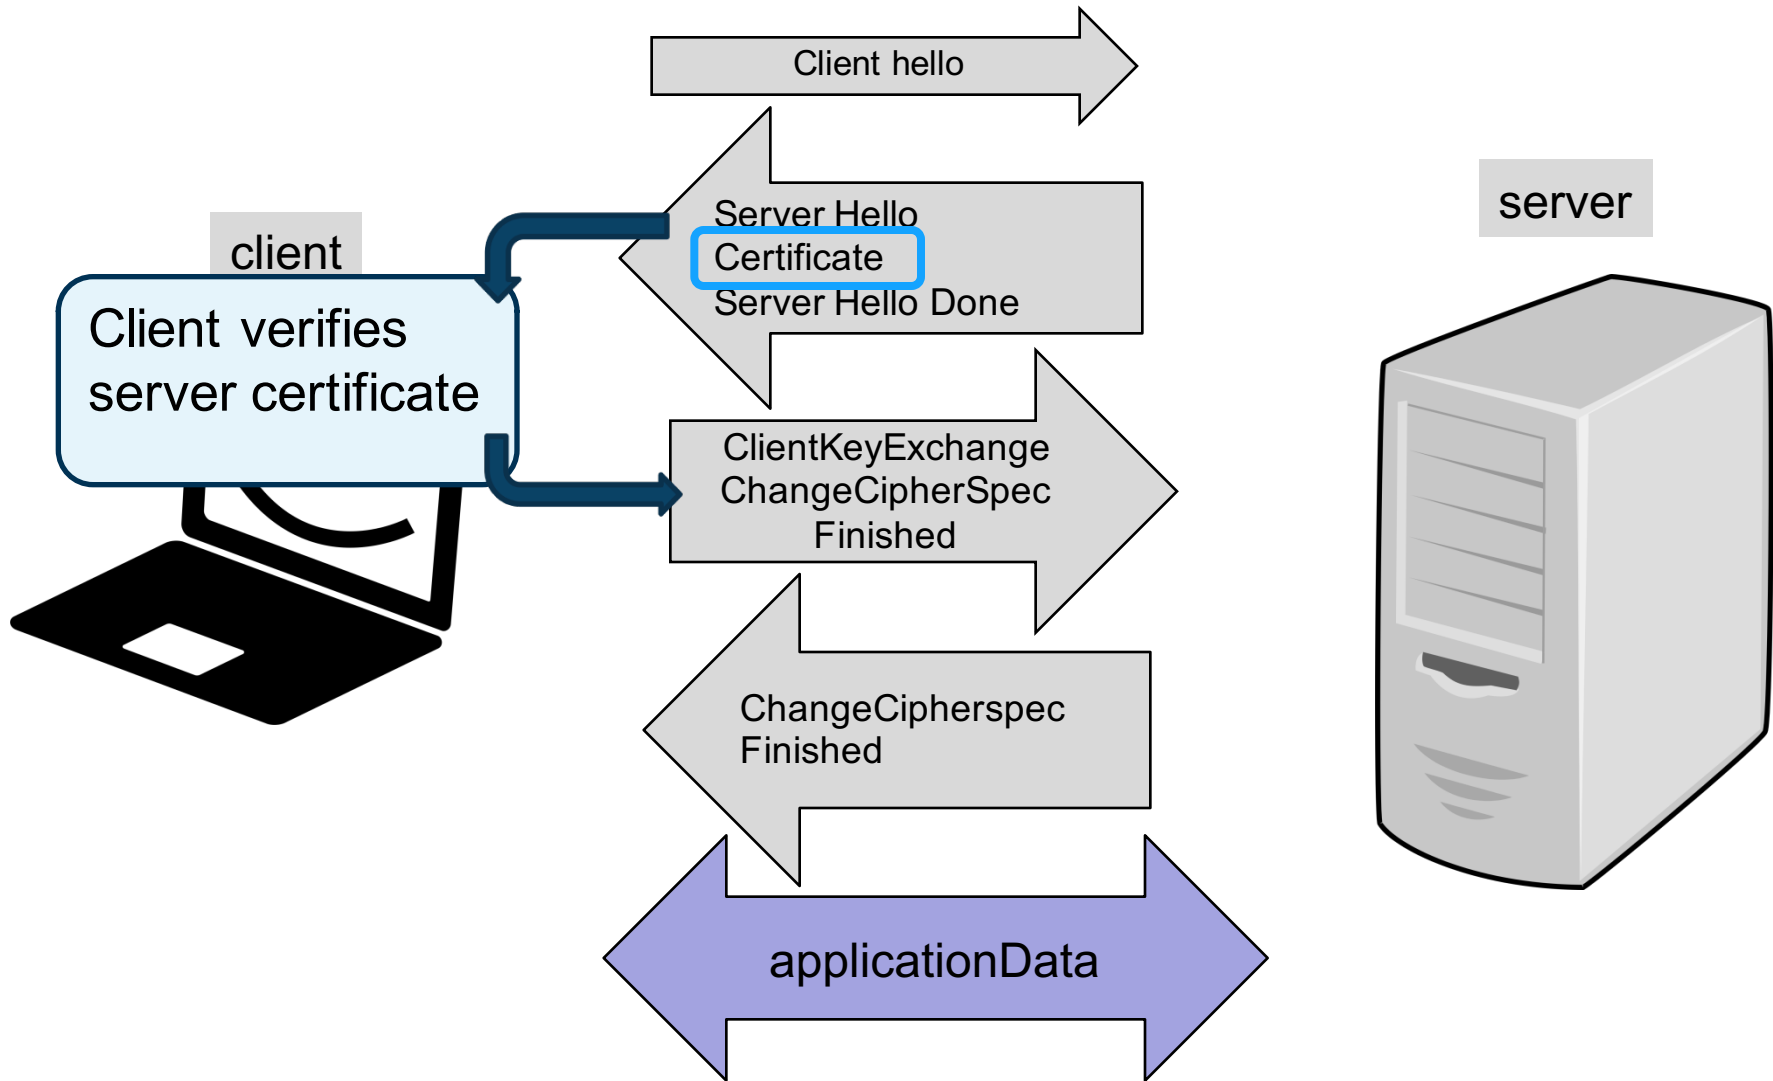 Client hello
server
client
Server Hello
Certificate
Server Hello Done
Client verifies
server certificate
ClientKeyExchange
ChangeCipherSpec
Finished
ChangeCipherspec
Finished
applicationData